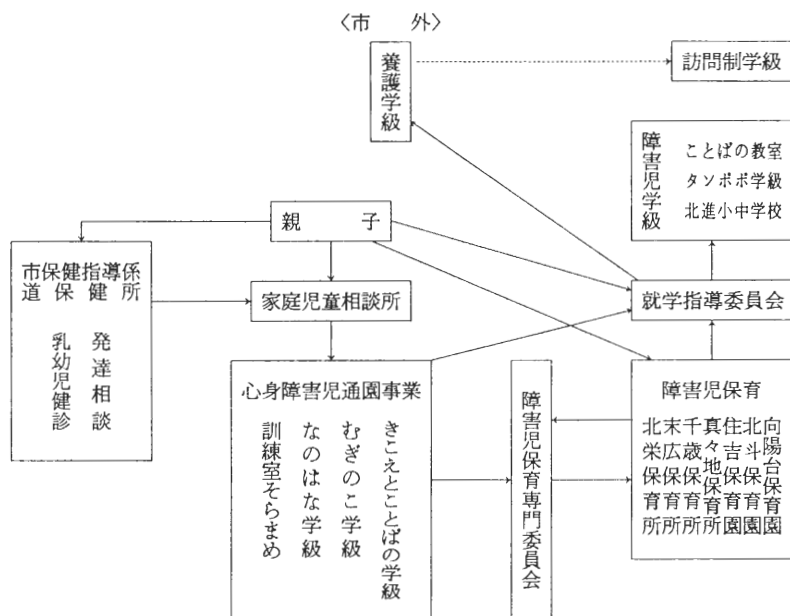 〈市　　外〉
養護学級
訪問制学級
障害児学級
ことばの教室
タンポポ学級
北進小中学校
親　　子
市保健指導係
道保健所
乳幼児健診
発達相談
家庭児童相談所
就学指導委員会
心身障害児通園事業
きこえとことばの学級
むぎのこ学級
なのはな学級
訓練室そらまめ
障害児保育専門委員会
障害児保育
向陽台保育園
北斗保育園
住吉保育園
真々地保育所
千歳保育所
末広保育所
北栄保育所